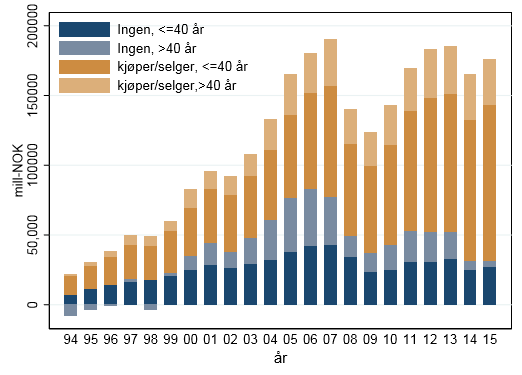 Ingen, <=40 år
Ingen, >40 år
kjøper/selger, <=40 år
kjøper/selger,>40 år
mill-NOK
200000
150000
100000
50,000
0
94 95 96 97 98 99 00 01 02 03 04 05 06 07 08 09 10 11 12 13 14 15
år